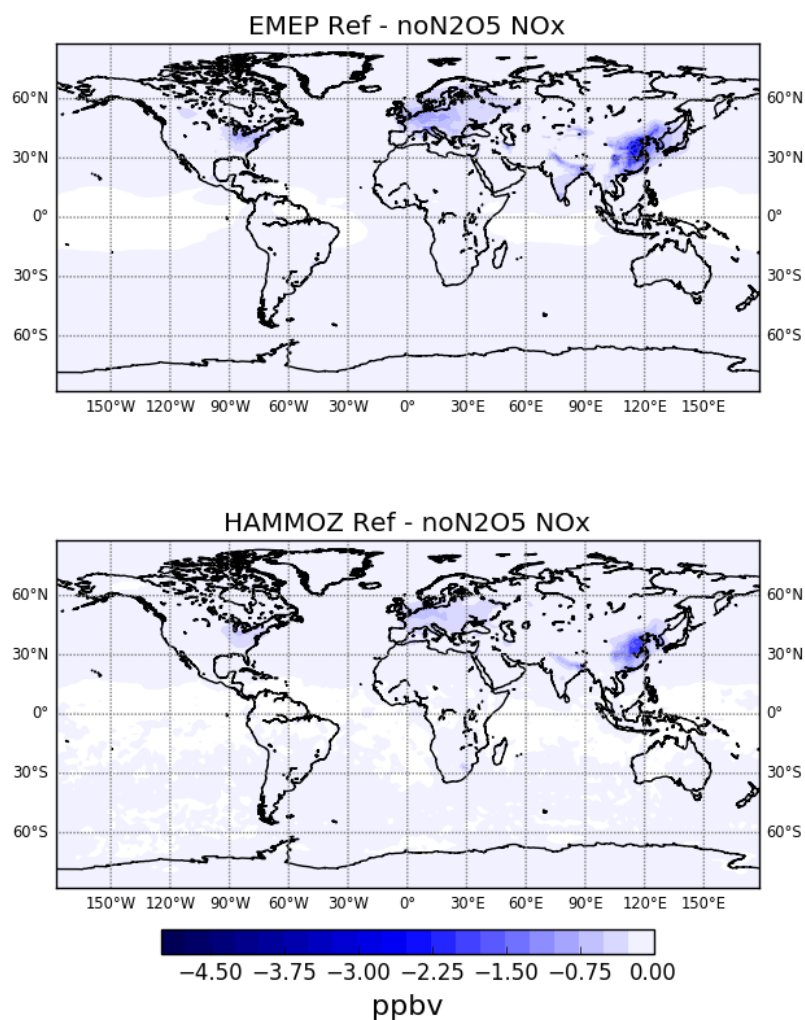 EMEP Ref - noN2O5 NOx
60°N 60°N
30°N 30°N
0° 0°
30°S 30°S
60°S 60°S
150°W 120°W 90°W 60°W 30°W 0° 30°E 60°E 90°E 120°E 150°E
HAMMOZ Ref - noN2O5 NOx
60°N 60°N
30°N 30°N
0° 0°
30°S 30°S
60°S 60°S
150°W 120°W 90°W 60°W 30°W 0° 30°E 60°E 90°E 120°E 150°E
−4.50 −3.75 −3.00 −2.25 −1.50 −0.75 0.00
ppbv